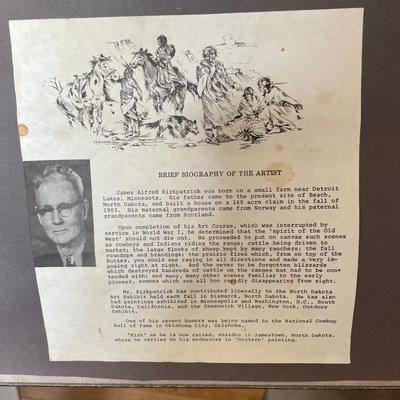 BRIEF BIOGRAPHY OF THE ARTIST
James Alfred Kirkpatrick was born on a small farm near Detroit
Lakes, Minnesota. His father came to the present site of Beach,
North Dakota, and built a house on a 160 acre claim in the fall of
1903. His maternal grandparents came from Norway and his paternal
grandparents came from Scotland.
Upon completion of his Art Course, which was interrupted by
service in World War I, he determined that the 'spirit of the Old
West' should not die out. He proceeded to put on canvas such scenes
as cowboys and Indians riding the range; cattle being driven to
market; the large flocks of sheep kept by many ranchers; the fall
roundups and brandings; the prairie fires which, from on top of the
buttes, you could see raging in all directions and made a very im-
posing sight at night. And the never to be forgotten blizzards
which destroyed hundreds of cattle on the ranges but had to be con-
tended with; and many, many other scenes familiar to the early
pioneer, scenes which are all too rapidly disappearing from sight.
Mr. Kirkpatrick has contributed liberally to the North Dakota
Art Exhibit held each fall in Bismarck, North Dakota. He has also
had paintings exhibited in Minneapolis and Washington, D.C., South
Dakota, California, and the Greenwich Village, New York, Outdoor
Exhibit.
One of his recent honors was being named to the National Cowboy
Hall of Fame in Oklahoma City, Oklahoma.
"Kirk" as he is now called, resides in Jamestown, North Dakota,
where he carries on his endeavors in 'Western' painting.